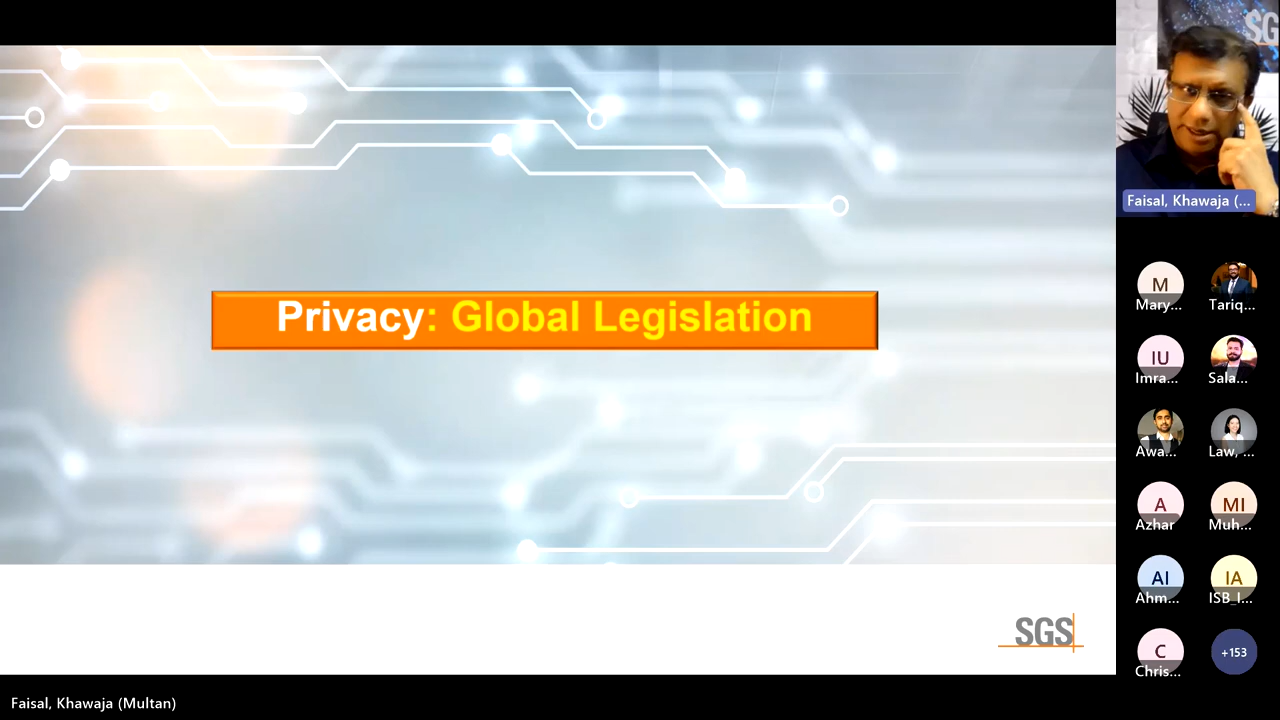 SG
Faisal, Khawaja (...
Privacy: Global Legislation
M
Mary...
Tariq...
IU
Imra...
Sala...
Awa...
Law, ...
A
Azhar
MI
Muh...
AI
Ahm...
IA
ISB_I...
C
Chris...
+153
SGS
Faisal, Khawaja (Multan)